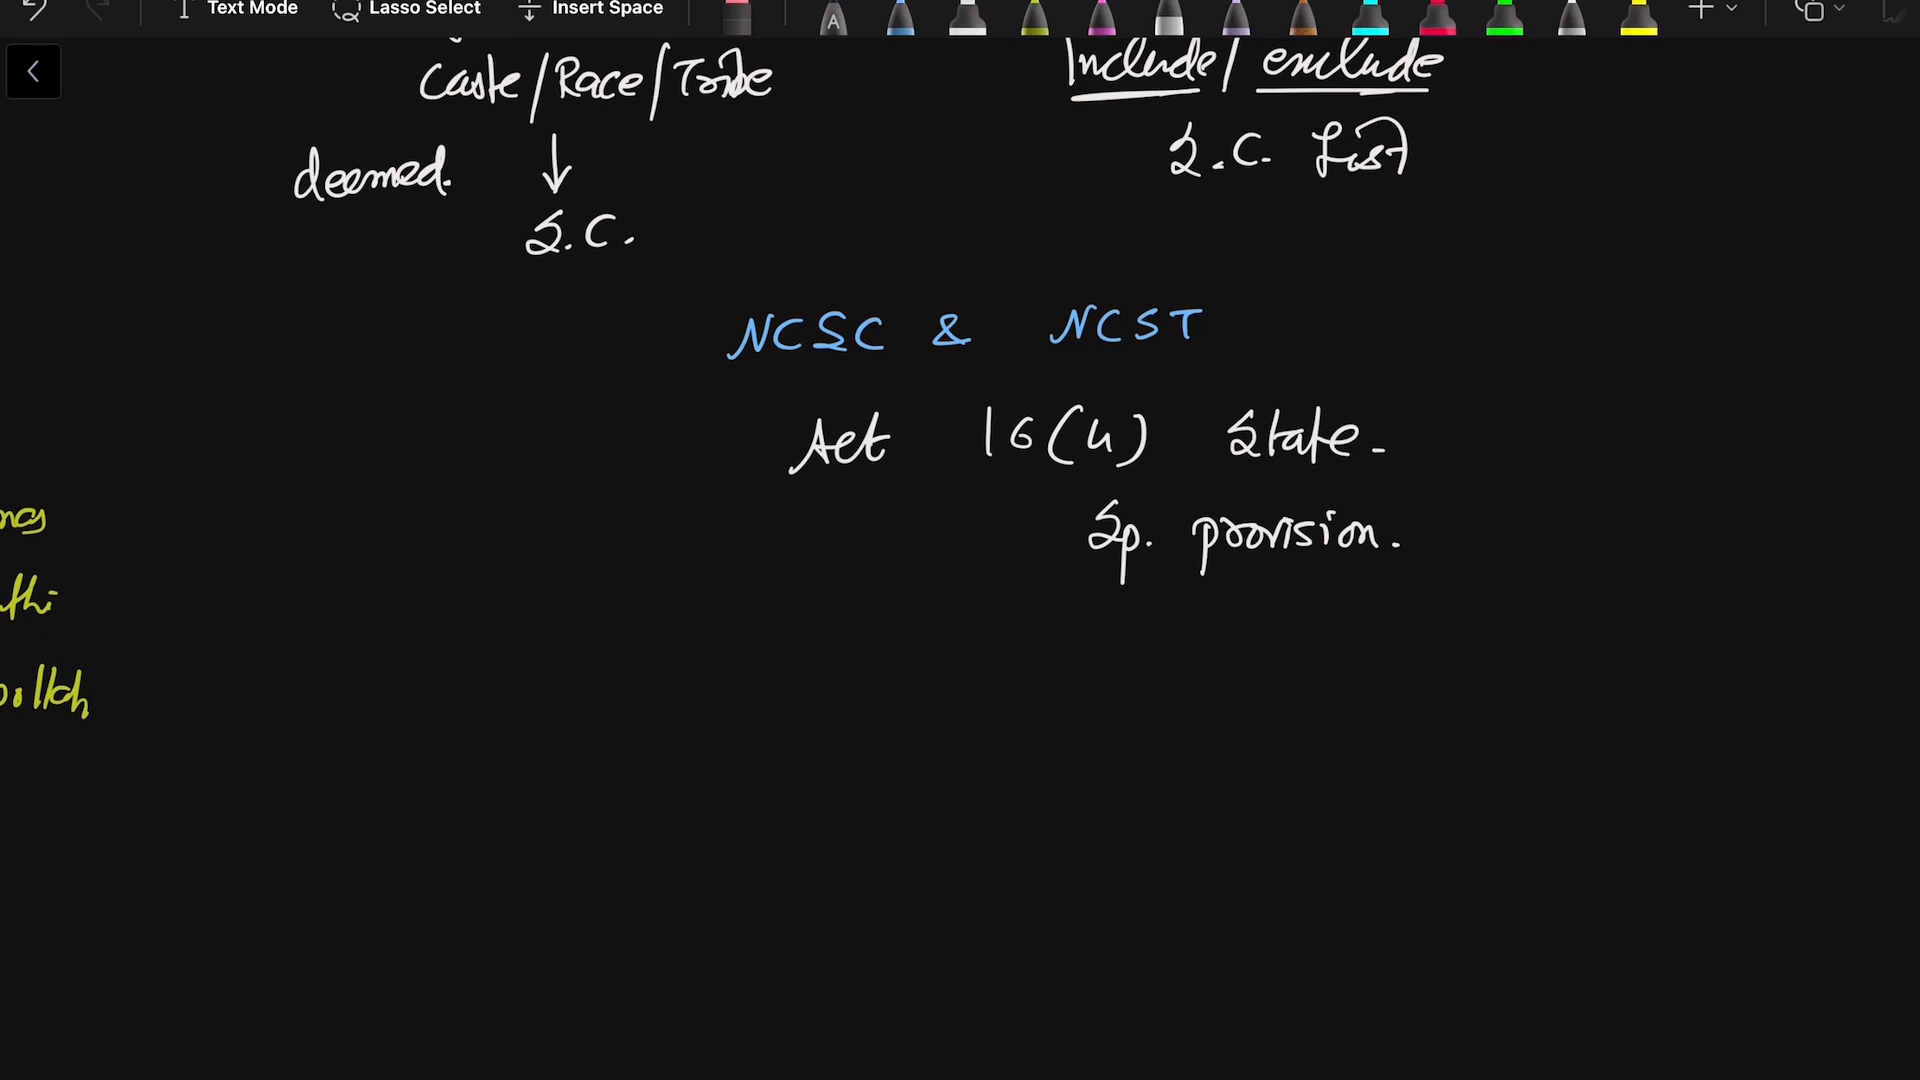 Text Mode Lasso Select Insert Space
A
Caste/Race/Tribe
Include/exclude
deemed.
S.C. List
S.C.
NCSC & NCST
Act 16(4) State-
Sp. provision.